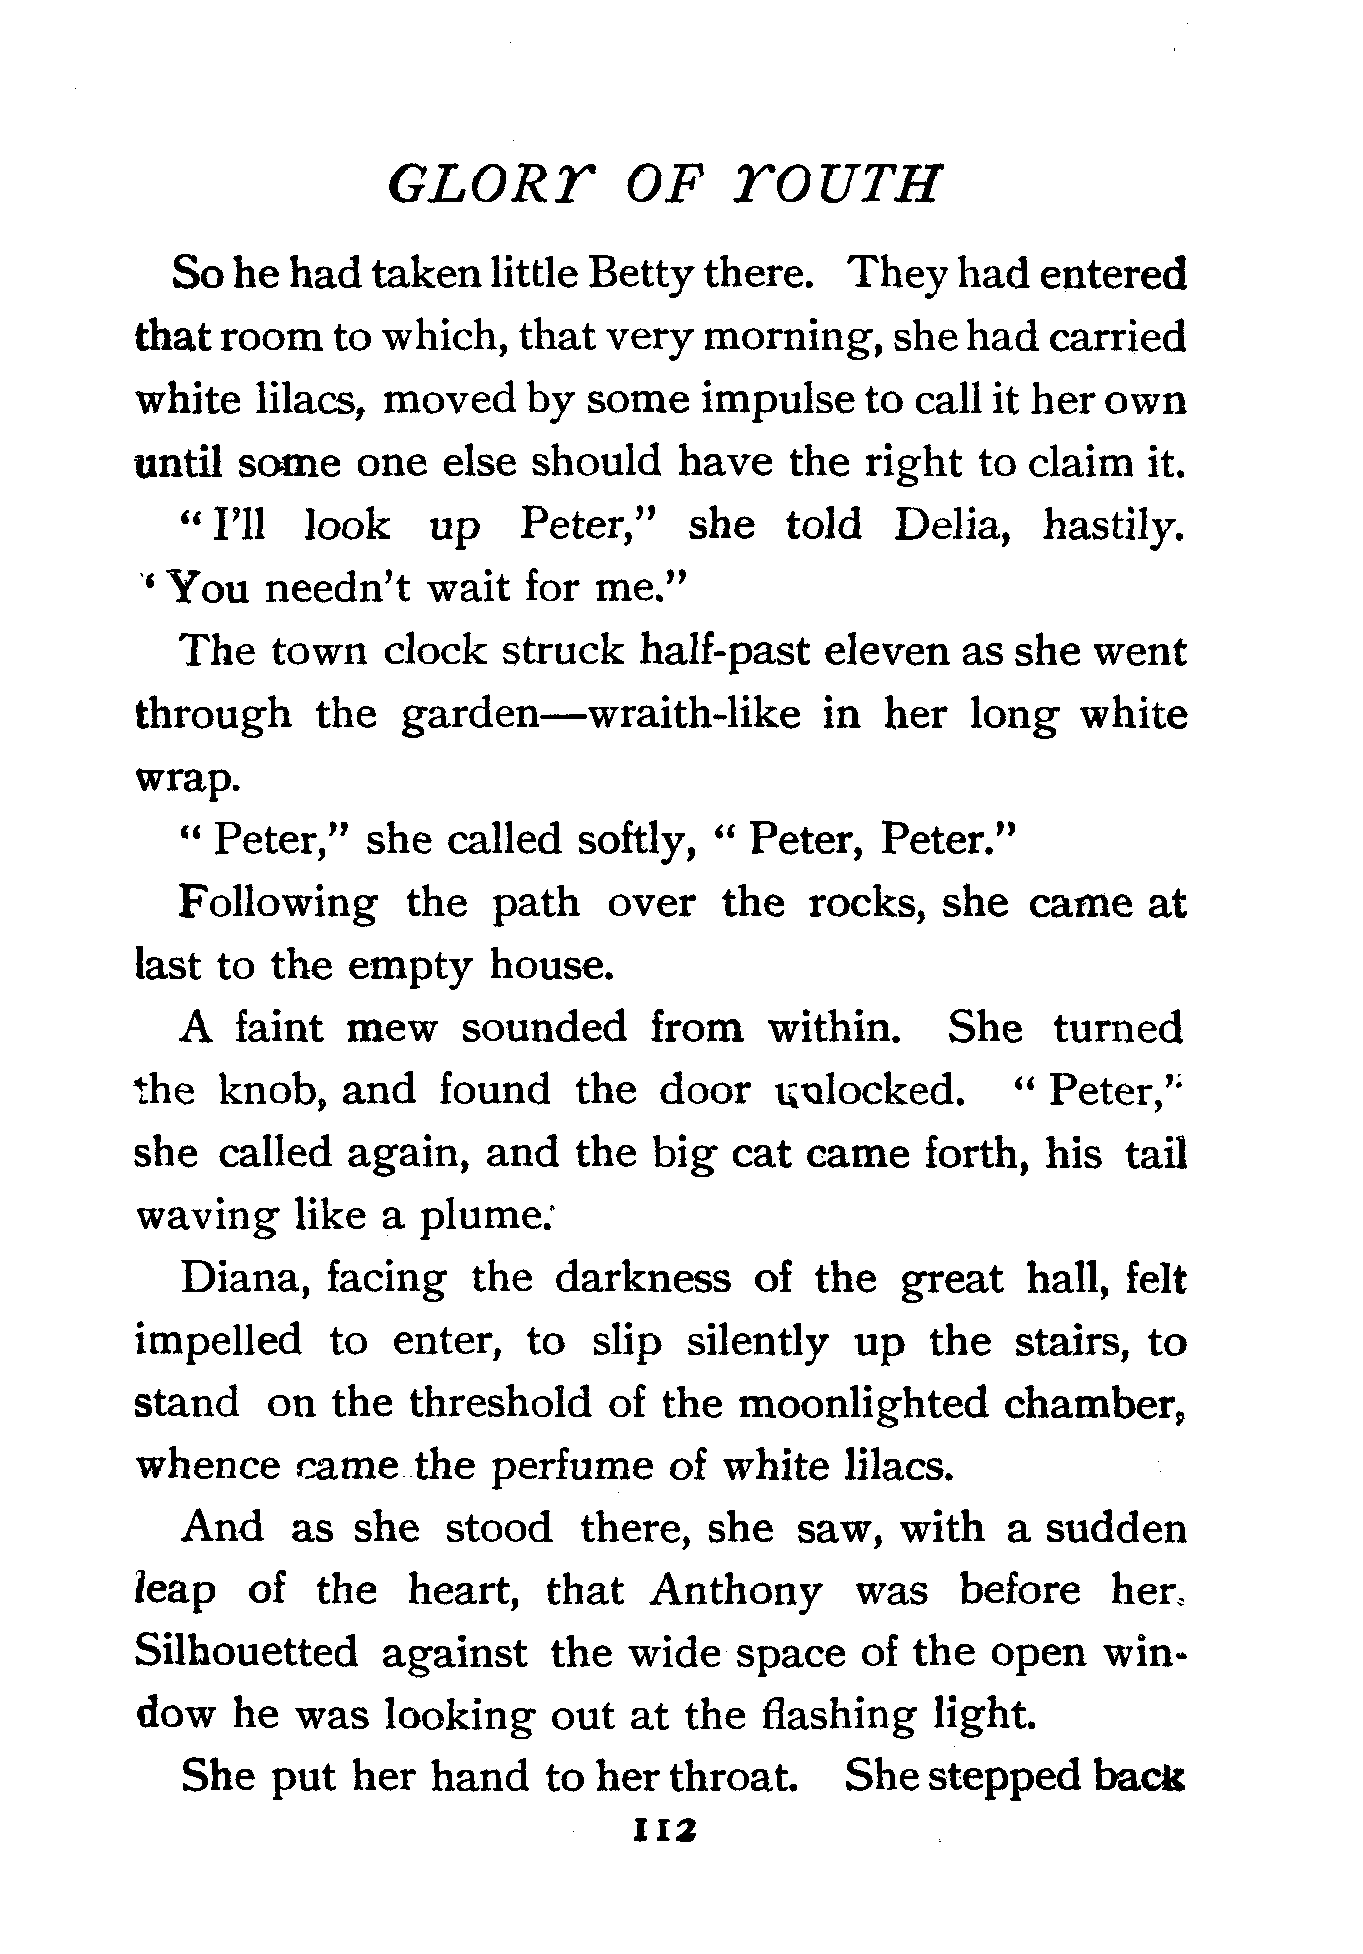 GLORY OF YOUTH
So he had taken little Betty there. They had entered
that room to which, that very morning, she had carried
white lilacs, moved by some impulse to call it her own
until some one else should have the right to claim it.
“ I’ll look up Peter,” she told Delia, hastily.
“ You needn’t wait for me.”
The town clock struck half-past eleven as she went
through the garden—wraith-like in her long white
wrap.
“ Peter,” she called softly, “ Peter, Peter.”
Following the path over the rocks, she came at
last to the empty house.
A faint mew sounded from within. She turned
the knob, and found the door unlocked. “ Peter,”
she called again, and the big cat came forth, his tail
waving like a plume.
Diana, facing the darkness of the great hall, felt
impelled to enter, to slip silently up the stairs, to
stand on the threshold of the moonlighted chamber,
whence came the perfume of white lilacs.
And as she stood there, she saw, with a sudden
leap of the heart, that Anthony was before her.
Silhouetted against the wide space of the open win-
dow he was looking out at the flashing light.
She put her hand to her throat. She stepped back
112